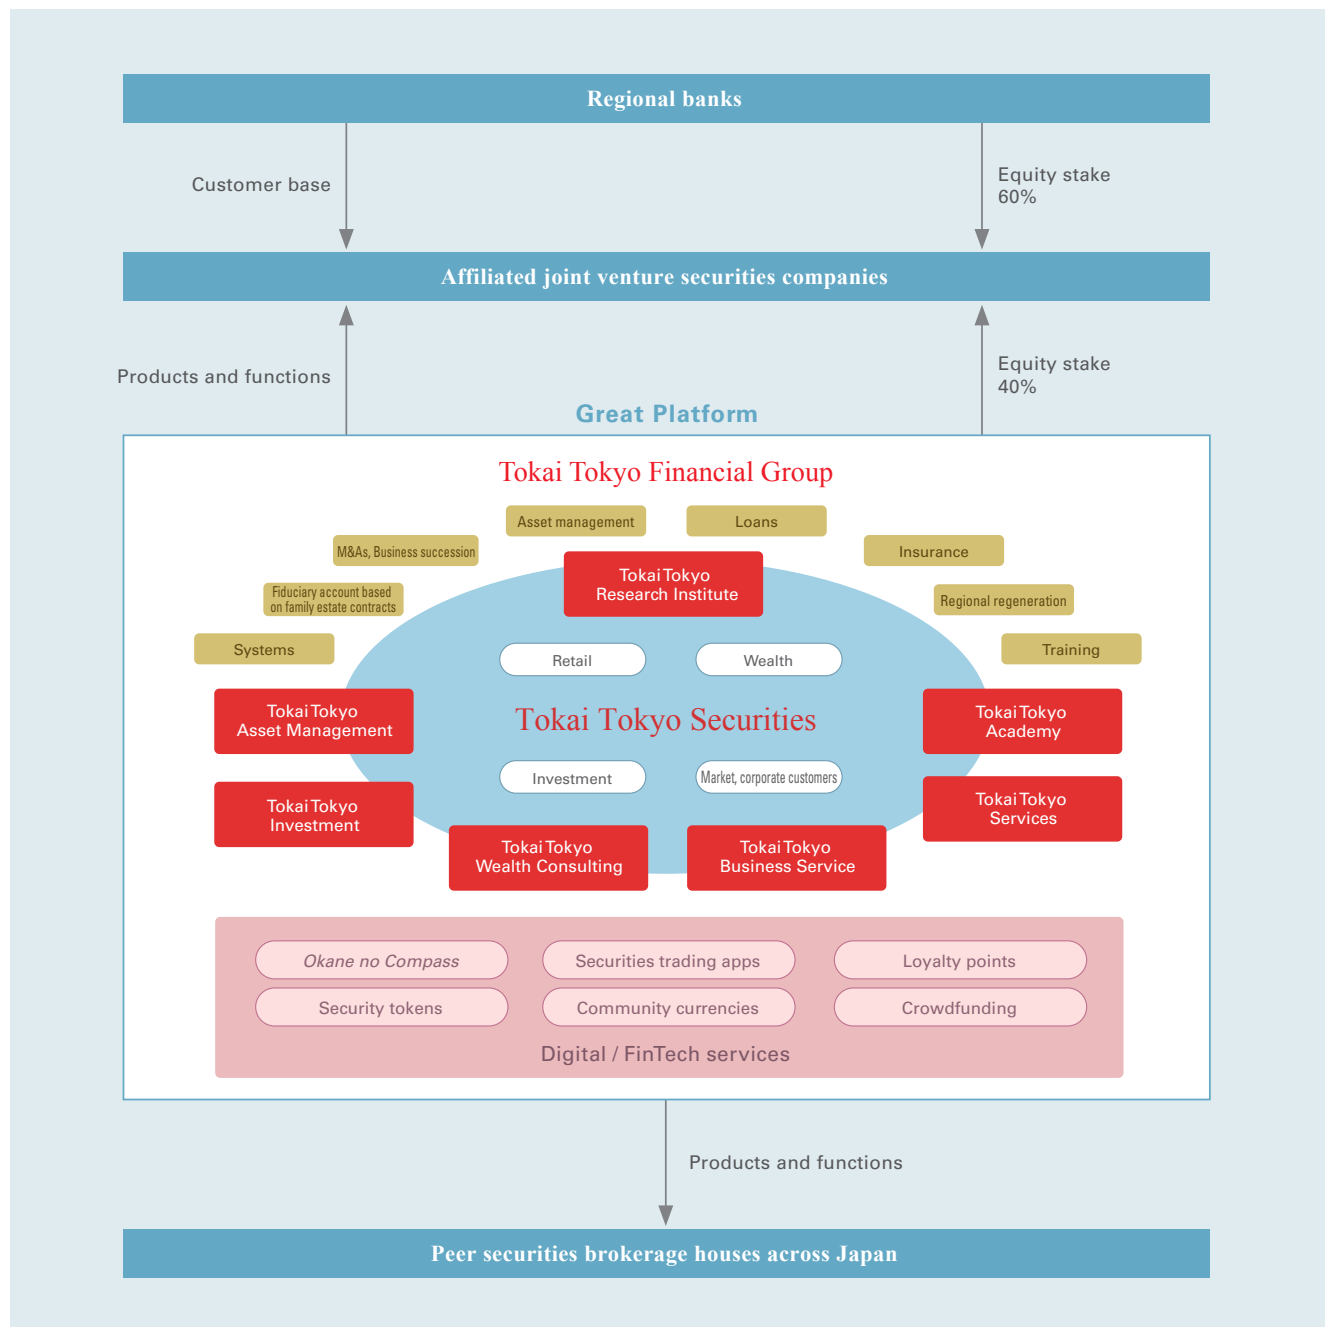 Regional banks
Customer base
Equity stake
60%
Affiliated joint venture securities companies
Products and functions
Equity stake
40%
Great Platform
Tokai Tokyo Financial Group
Asset management
Loans
M&As, Business succession
Insurance
Fiduciary account based
on family estate contracts
Regional regeneration
Systems
Training
Tokai Tokyo
Research Institute
Retail
Wealth
Tokai Tokyo
Asset Management
Tokai Tokyo Securities
Tokai Tokyo
Academy
Investment
Market, corporate customers
Tokai Tokyo
Investment
Tokai Tokyo
Services
Tokai Tokyo
Wealth Consulting
Tokai Tokyo
Business Service
Okane no Compass
Securities trading apps
Loyalty points
Security tokens
Community currencies
Crowdfunding
Digital / FinTech services
Products and functions
Peer securities brokerage houses across Japan